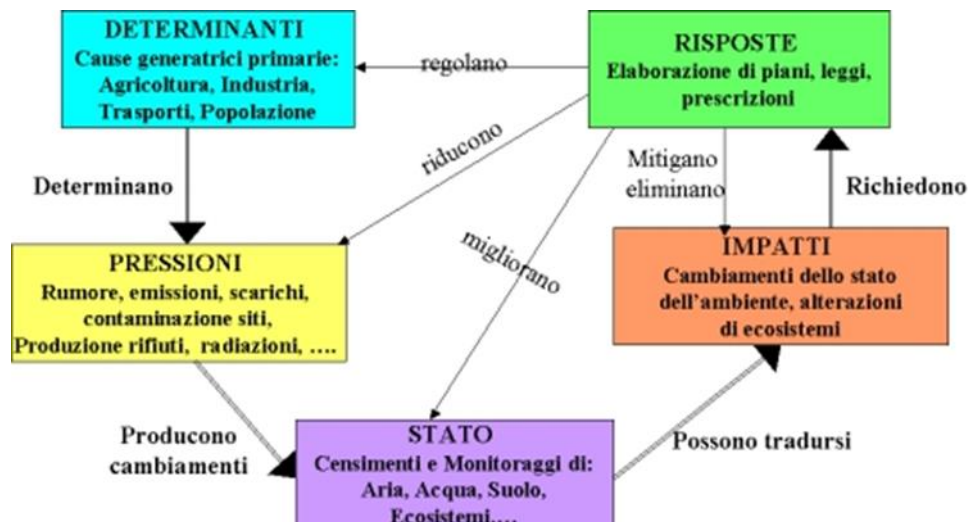 DETERMINANTI
Cause generatrici primarie:
Agricoltura, Industria,
Trasporti, Popolazione
regolano
RISPOSTE
Elaborazione di piani, leggi,
prescrizioni
Determinano
riducono
migliorano
Mitigano
eliminano
Richiedono
PRESSIONI
Rumore, emissioni, scarichi,
contaminazione siti,
Produzione rifiuti, radiazioni, ....
IMPATTI
Cambiamenti dello stato
dell'ambiente, alterazioni
di ecosistemi
Producono
cambiamenti
STATO
Censimenti e Monitoraggi di:
Aria, Acqua, Suolo,
Ecosistemi....
Possono tradursi